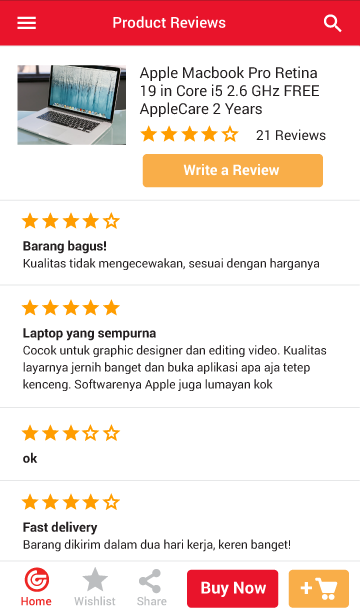 Product Reviews
Apple Macbook Pro Retina
19 in Core i5 2.6 GHz FREE
AppleCare 2 Years
21 Reviews
Write a Review
Barang bagus!
Kualitas tidak mengecewakan, sesuai dengan harganya
Laptop yang sempurna
Cocok untuk graphic designer dan editing video. Kualitas
layarnya jernih banget dan buka aplikasi apa aja tetep
kenceng. Softwarenya Apple juga lumayan kok
ok
Fast delivery
Barang dikirim dalam dua hari kerja, keren banget!
Home
Wishlist
Share
Buy Now
+